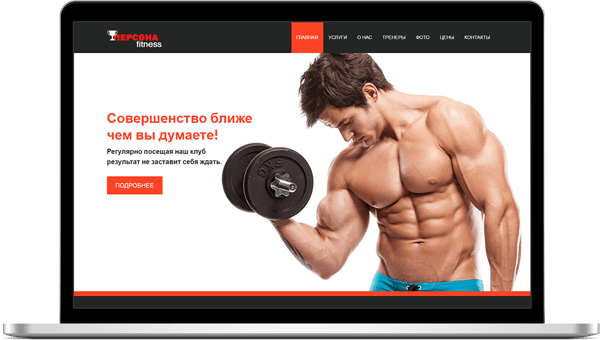 ПЕРСОНА
fitness
ГЛАВНАЯ УСЛУГИ О НАС ТРЕНЕРЫ ФОТО ЦЕНЫ КОНТАКТЫ
Совершенство ближе
чем вы думаете!
Регулярно посещая наш клуб
результат не заставит себя ждать.
ПОДРОБНЕЕ